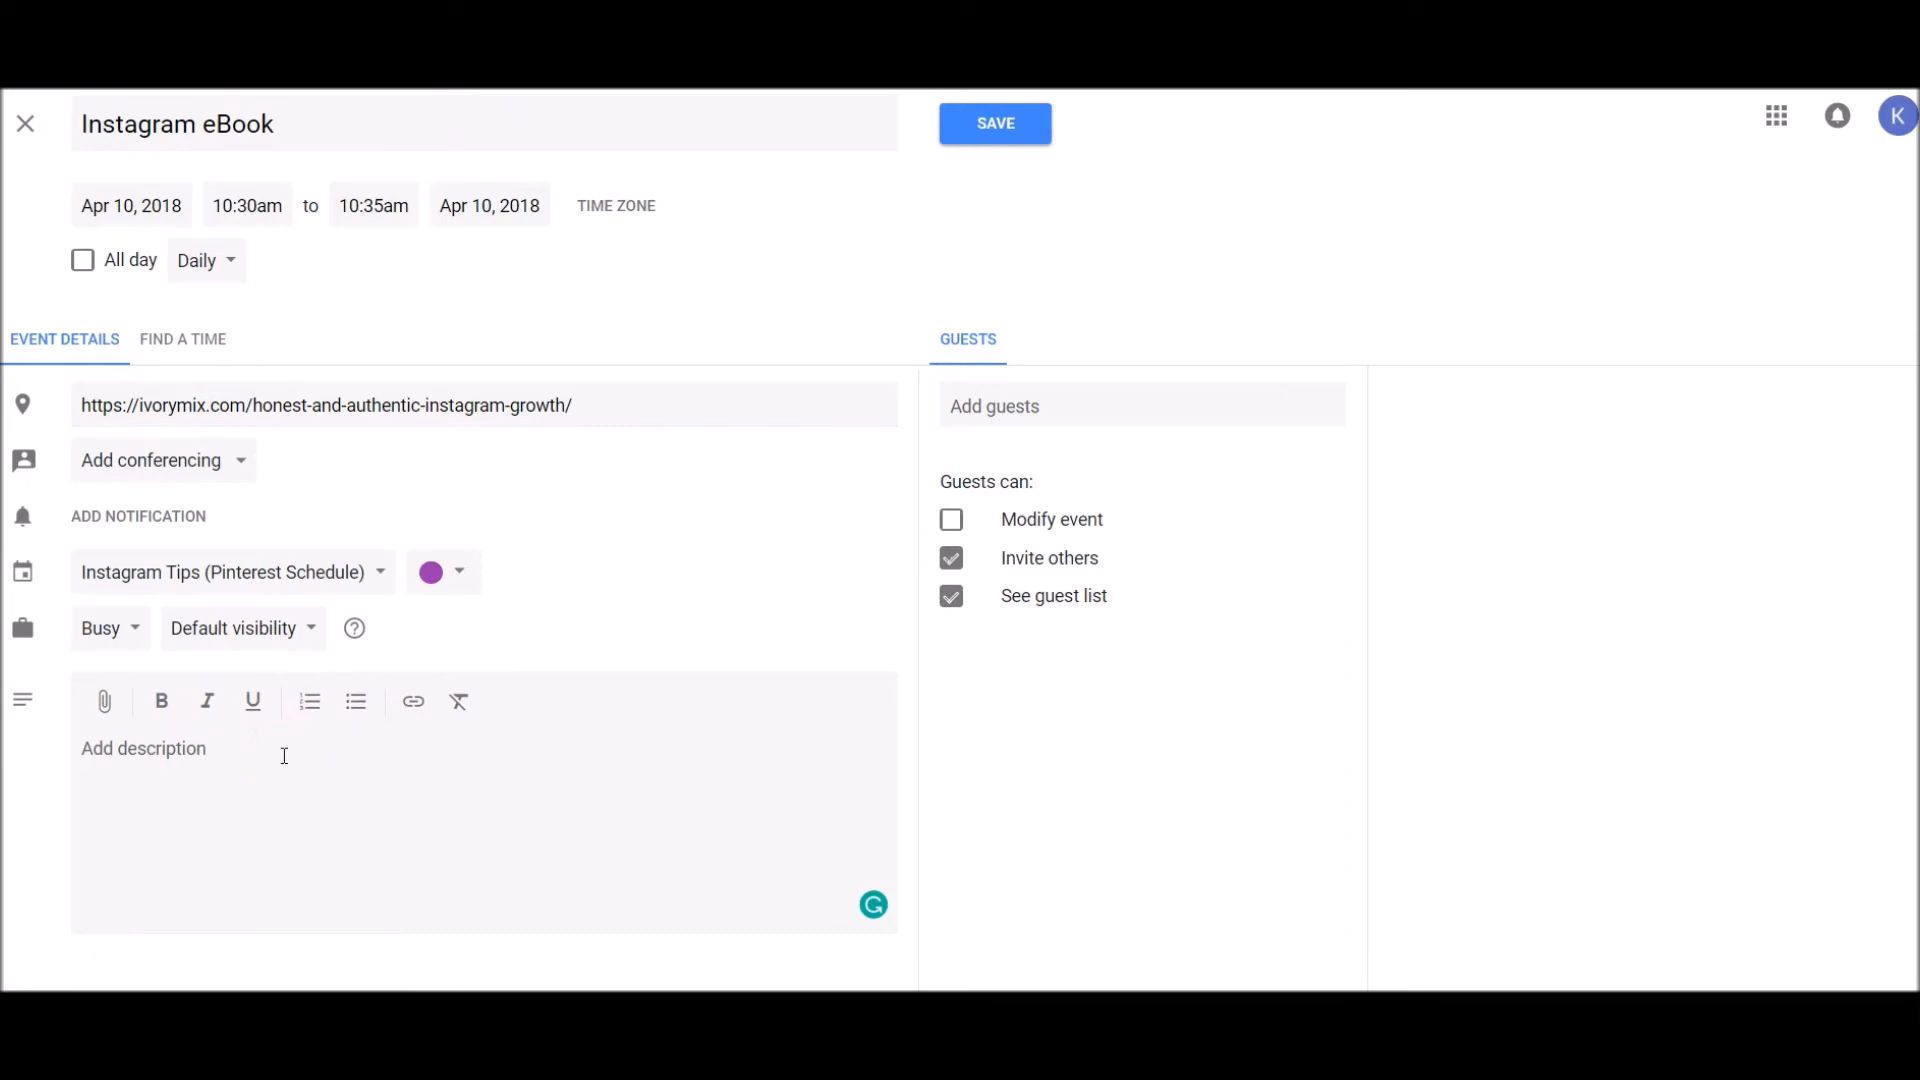 Instagram eBook
SAVE
K
Apr 10, 2018 10:30am to 10:35am Apr 10, 2018 TIME ZONE
All day Daily
EVENT DETAILS FIND A TIME
GUESTS
https://ivorymix.com/honest-and-authentic-instagram-growth/
Add conferencing
ADD NOTIFICATION
Instagram Tips (Pinterest Schedule)
Busy Default visibility
B I U
Add description
Add guests
Guests can:
Modify event
Invite others
See guest list